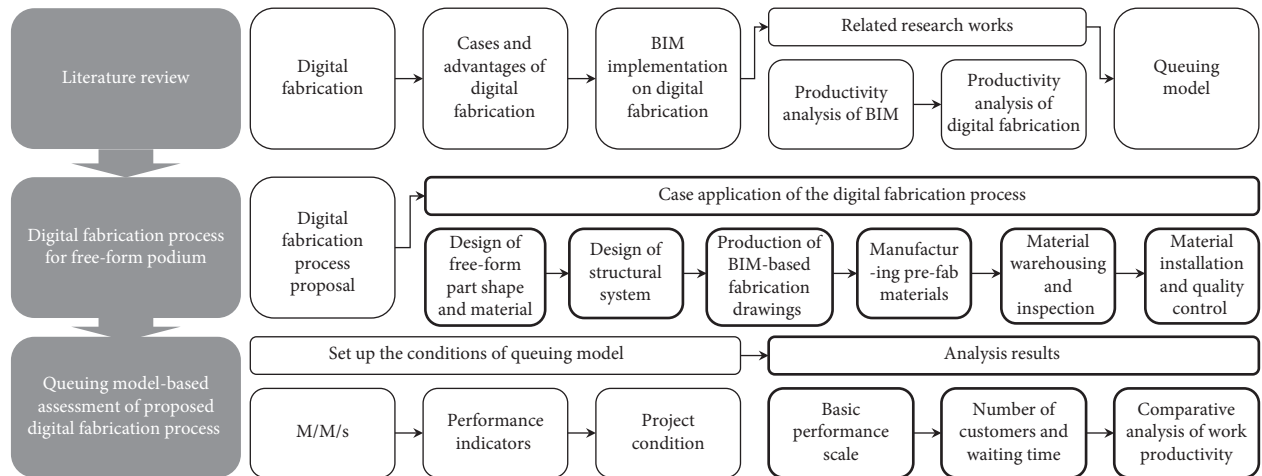 Literature review
Digital
fabrication
Cases and
advantages of
digital
fabrication
BIM
implementation
on digital
fabrication
Related research works
Productivity
analysis of BIM
Productivity
analysis of
digital fabrication
Queuing
model
Digital fabrication process
for free-form podium
Digital
fabrication
process
proposal
Case application of the digital fabrication process
Design of
free-form
part shape
and material
Design of
structural
system
Production of
BIM-based
fabrication
drawings
Manufactur
-ing pre-fab
materials
Material
warehousing
and
inspection
Material
installation
and quality
control
Queuing model-based
assessment of proposed
digital fabrication process
Set up the conditions of queuing model
M/M/s
Performance
indicators
Project
condition
Analysis results
Basic
performance
scale
Number of
customers and
waiting time
Comparative
analysis of work
productivity